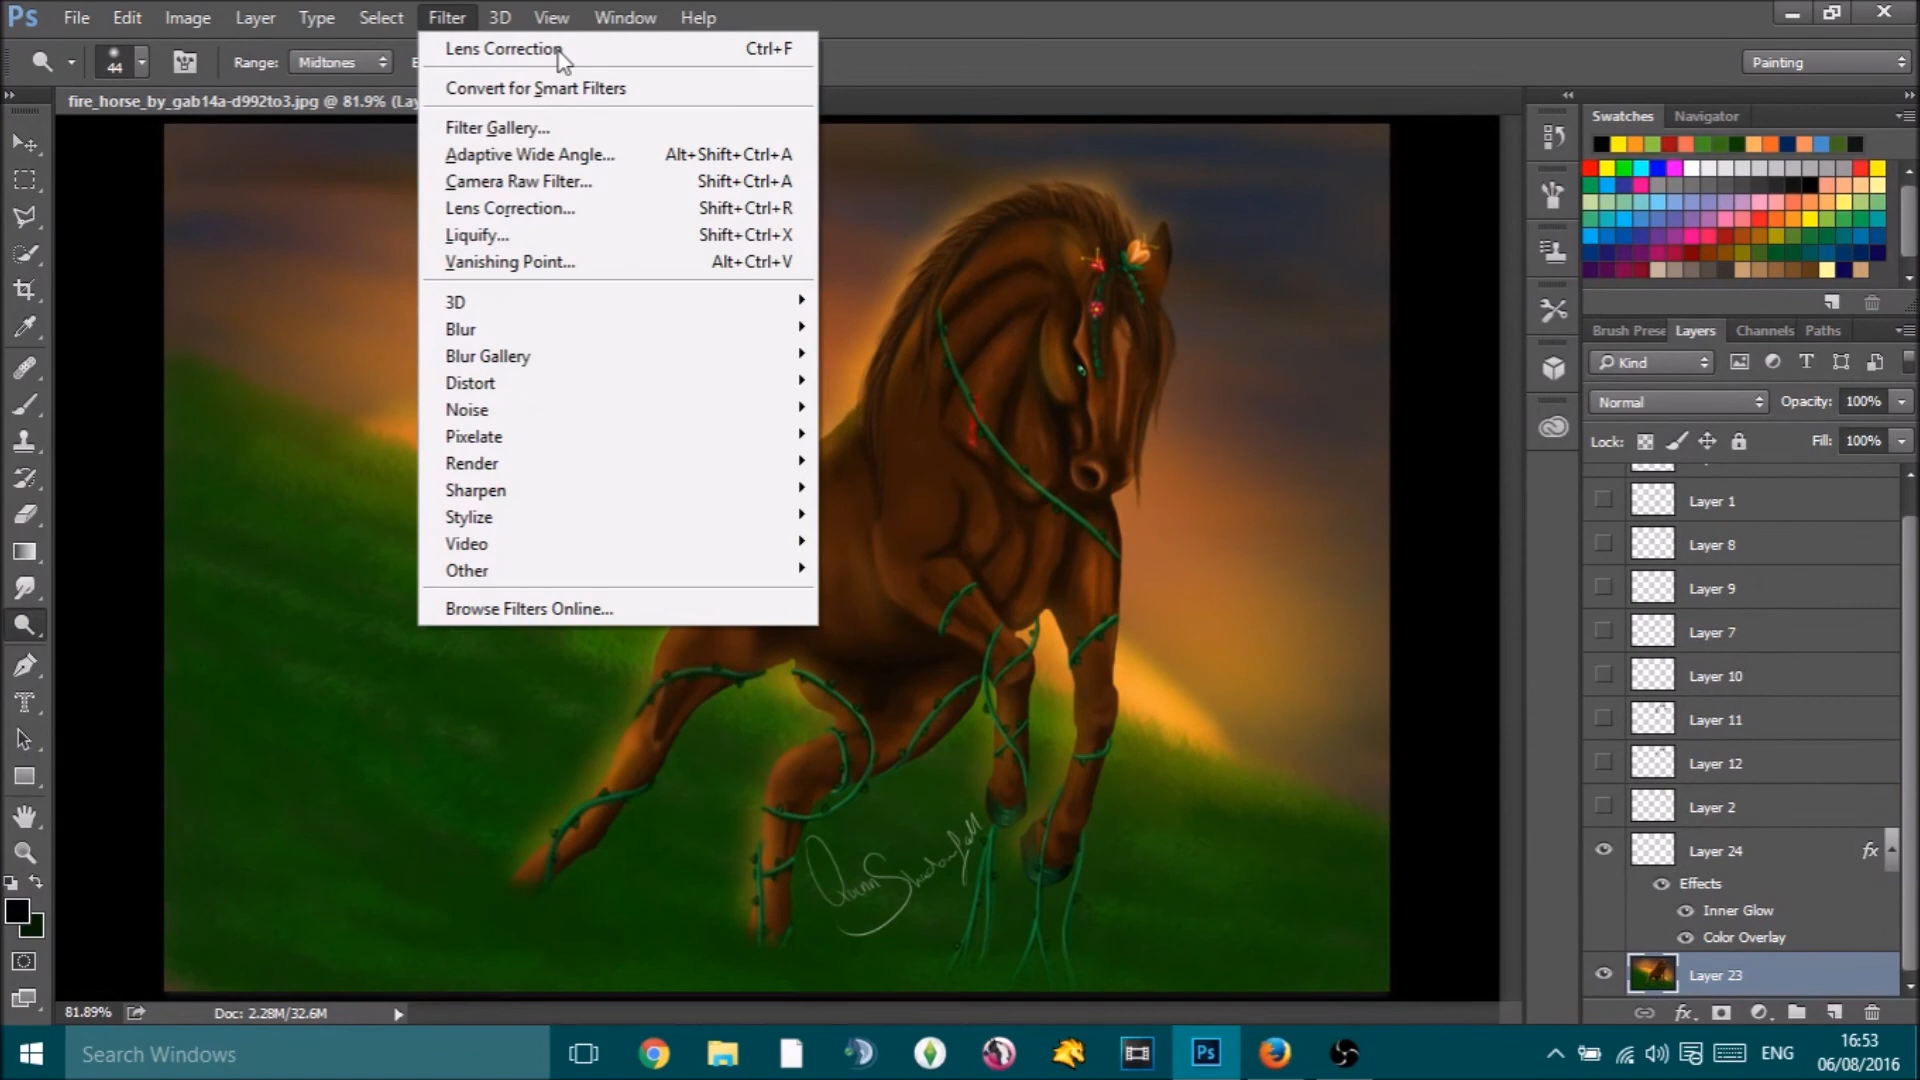 Ps File Edit Image Layer Type Select Filter 3D View Window Help
44 Range: Midtones Painting
fire_horse_by_gab14a-d992to3.jpg @ 81.9% (La
Lens Correction Ctrl+F
Convert for Smart Filters
Filter Gallery...
Adaptive Wide Angle... Alt+Shift+Ctrl+A
Camera Raw Filter... Shift+Ctrl+A
Lens Correction... Shift+Ctrl+R
Liquify... Shift+Ctrl+X
Vanishing Point... Alt+Ctrl+V
3D
Blur
Blur Gallery
Distort
Noise
Pixelate
Render
Sharpen
Stylize
Video
Other
Browse Filters Online...
Swatches Navigator
Brush Prese Layers Channels Paths
Kind
Normal Opacity: 100%
Lock: Fill: 100%
Layer 1
Layer 8
Layer 9
Layer 7
Layer 10
Layer 11
Layer 12
Layer 2
Layer 24 fx
Effects
Inner Glow
Color Overlay
Layer 23
81.89% Doc: 2.28M/32.6M
Search Windows
Ps
ENG
16:53
06/08/2016